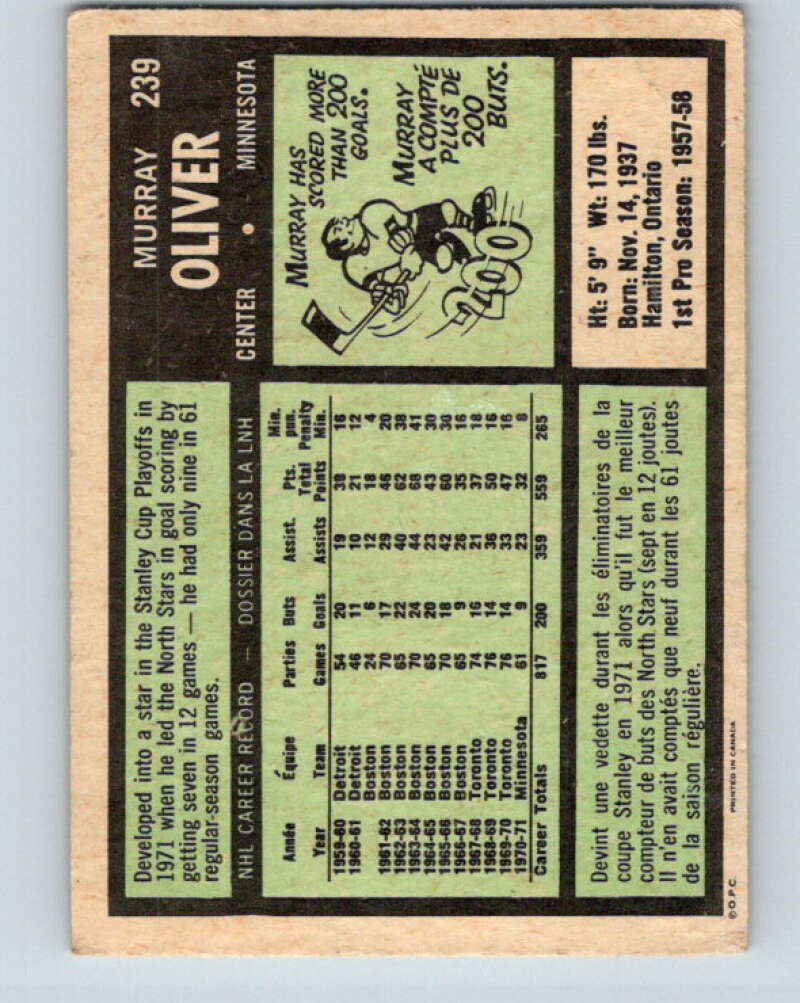 MURRAY 239
OLIVER
CENTER • MINNESOTA
Developed into a star in the Stanley Cup Playoffs in
1971 when he led the North Stars in goal scoring by
getting seven in 12 games — he had only nine in 61
regular-season games.
MURRAY HAS
SCORED MORE
THAN 200
GOALS.
MURRAY
A COMPTÉ
PLUS DE
200
BUTS.
200
NHL CAREER RECORD — DOSSIER DANS LA LNH
Année Équipe Parties Buts Assist. Pts. Min. pun.
Year Team Games Goals Assists Total Points Penalty Min.
1959-60 Detroit 54 20 19 39 16
1960-61 Detroit 46 11 10 21 12
Boston 24 6 12 18 4
1961-62 Boston 70 17 29 46 20
1962-63 Boston 65 22 40 62 38
1963-64 Boston 70 24 44 68 41
1964-65 Boston 65 20 23 43 30
1965-66 Boston 70 18 42 60 30
1966-67 Boston 65 9 26 35 16
1967-68 Toronto 74 16 21 37 18
1968-69 Toronto 76 14 36 50 16
1969-70 Toronto 76 14 33 47 16
1970-71 Minnesota 61 9 23 32 8
Career Totals 817 200 359 559 265
Ht: 5' 9" Wt: 170 lbs.
Born: Nov. 14, 1937
Hamilton, Ontario
1st Pro Season: 1957-58
Devint une vedette durant les éliminatoires de la
coupe Stanley en 1971 alors qu'il fut le meilleur
compteur de buts des North Stars (sept en 12 joutes).
Il n'en avait comptés que neuf durant les 61 joutes
de la saison régulière.
© O.P.C. PRINTED IN CANADA